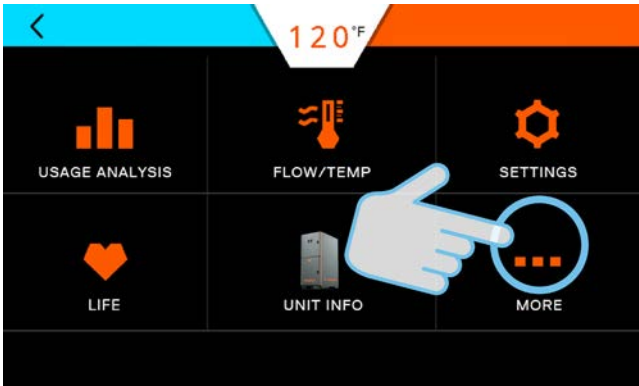 120°F
USAGE ANALYSIS
FLOW/TEMP
SETTINGS
LIFE
UNIT INFO
MORE